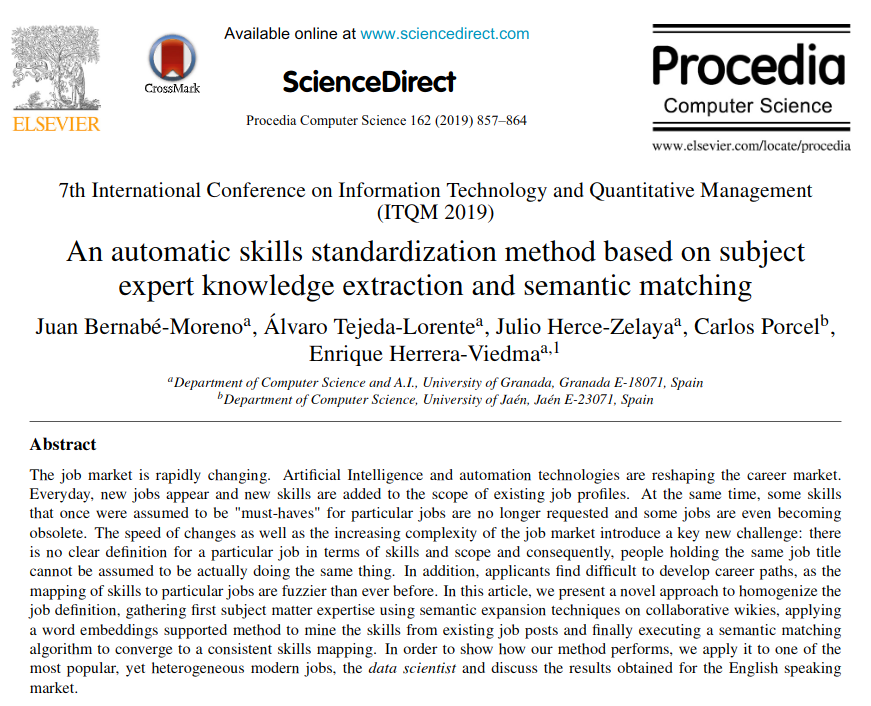 Available online at www.sciencedirect.com
ScienceDirect
Procedia Computer Science 162 (2019) 857–864
ELSEVIER
CrossMark
Procedia
Computer Science
www.elsevier.com/locate/procedia
7th International Conference on Information Technology and Quantitative Management
(ITQM 2019)
An automatic skills standardization method based on subject
expert knowledge extraction and semantic matching
Juan Bernabé-Morenoᵃ, Álvaro Tejeda-Lorenteᵃ, Julio Herce-Zelayaᵃ, Carlos Porcelᵇ,
Enrique Herrera-Viedmaᵃ,¹
ᵃDepartment of Computer Science and A.I., University of Granada, Granada E-18071, Spain
ᵇDepartment of Computer Science, University of Jaén, Jaén E-23071, Spain
Abstract
The job market is rapidly changing. Artificial Intelligence and automation technologies are reshaping the career market.
Everyday, new jobs appear and new skills are added to the scope of existing job profiles. At the same time, some skills
that once were assumed to be "must-haves" for particular jobs are no longer requested and some jobs are even becoming
obsolete. The speed of changes as well as the increasing complexity of the job market introduce a key new challenge: there
is no clear definition for a particular job in terms of skills and scope and consequently, people holding the same job title
cannot be assumed to be actually doing the same thing. In addition, applicants find difficult to develop career paths, as the
mapping of skills to particular jobs are fuzzier than ever before. In this article, we present a novel approach to homogenize the
job definition, gathering first subject matter expertise using semantic expansion techniques on collaborative wikies, applying
a word embeddings supported method to mine the skills from existing job posts and finally executing a semantic matching
algorithm to converge to a consistent skills mapping. In order to show how our method performs, we apply it to one of the
most popular, yet heterogeneous modern jobs, the data scientist and discuss the results obtained for the English speaking
market.